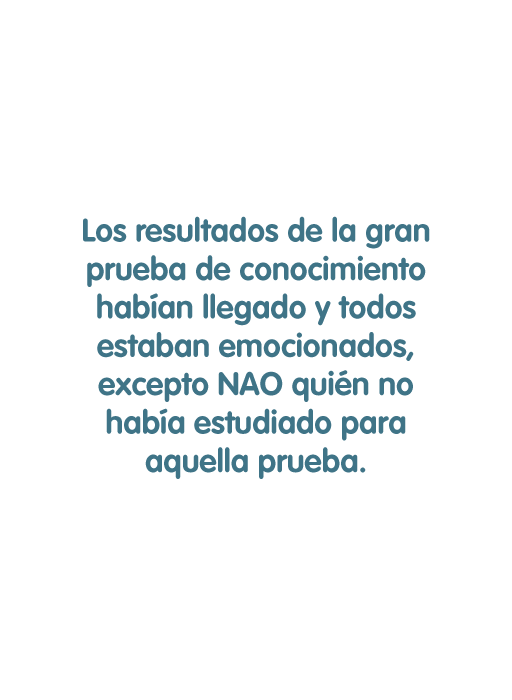 Los resultados de la gran
prueba de conocimiento
habían llegado y todos
estaban emocionados,
excepto NAO quién no
había estudiado para
aquella prueba.